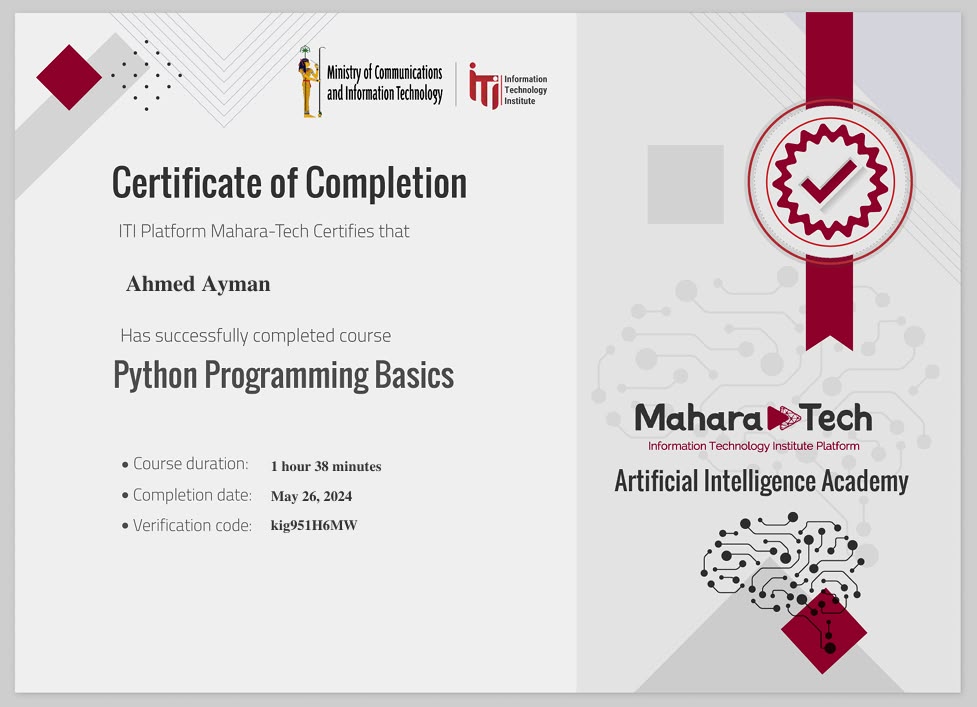 Ministry of Communications
and Information Technology
iTi
Information
Technology
Institute
Certificate of Completion
ITI Platform Mahara-Tech Certifies that
Ahmed Ayman
Has successfully completed course
Python Programming Basics
• Course duration: 1 hour 38 minutes
• Completion date: May 26, 2024
• Verification code: kig951H6MW
Mahara Tech
Information Technology Institute Platform
Artificial Intelligence Academy